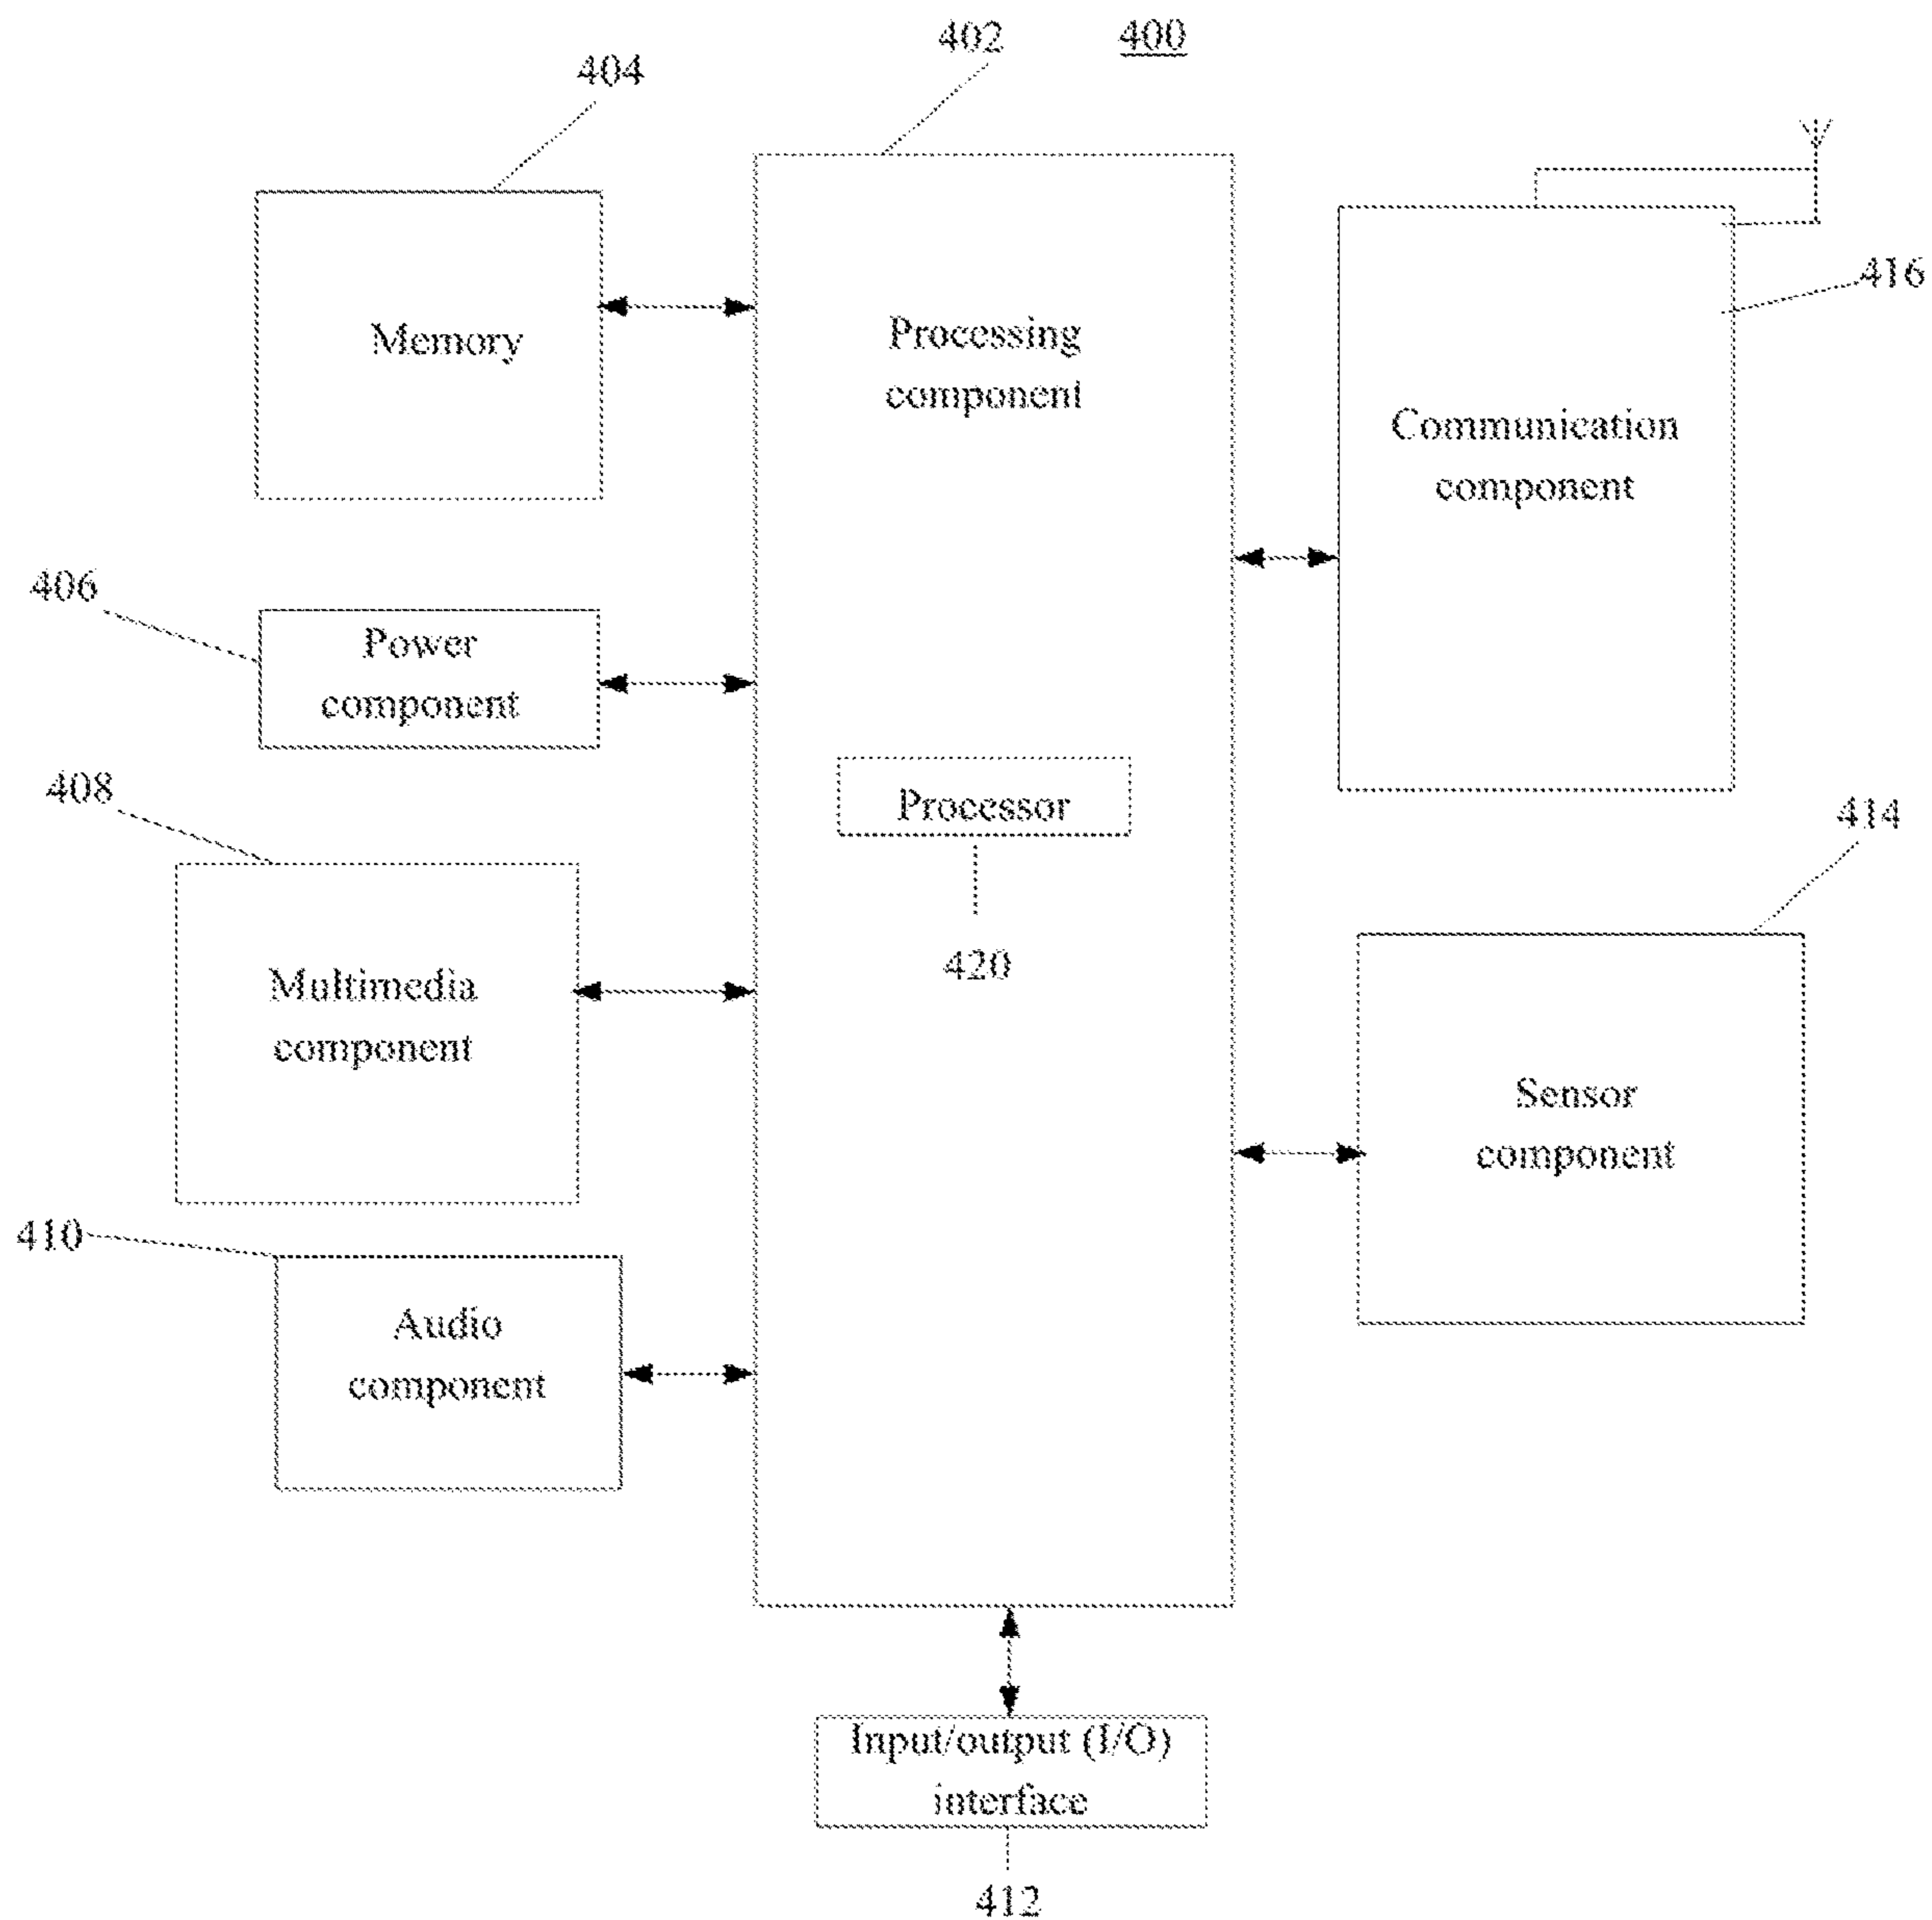 402
400
404
416
Memory
Processing
component
Communication
component
406
Power
component
408
Processor
414
420
Multimedia
component
Sensor
component
410
Audio
component
Input/output (I/O)
interface
412